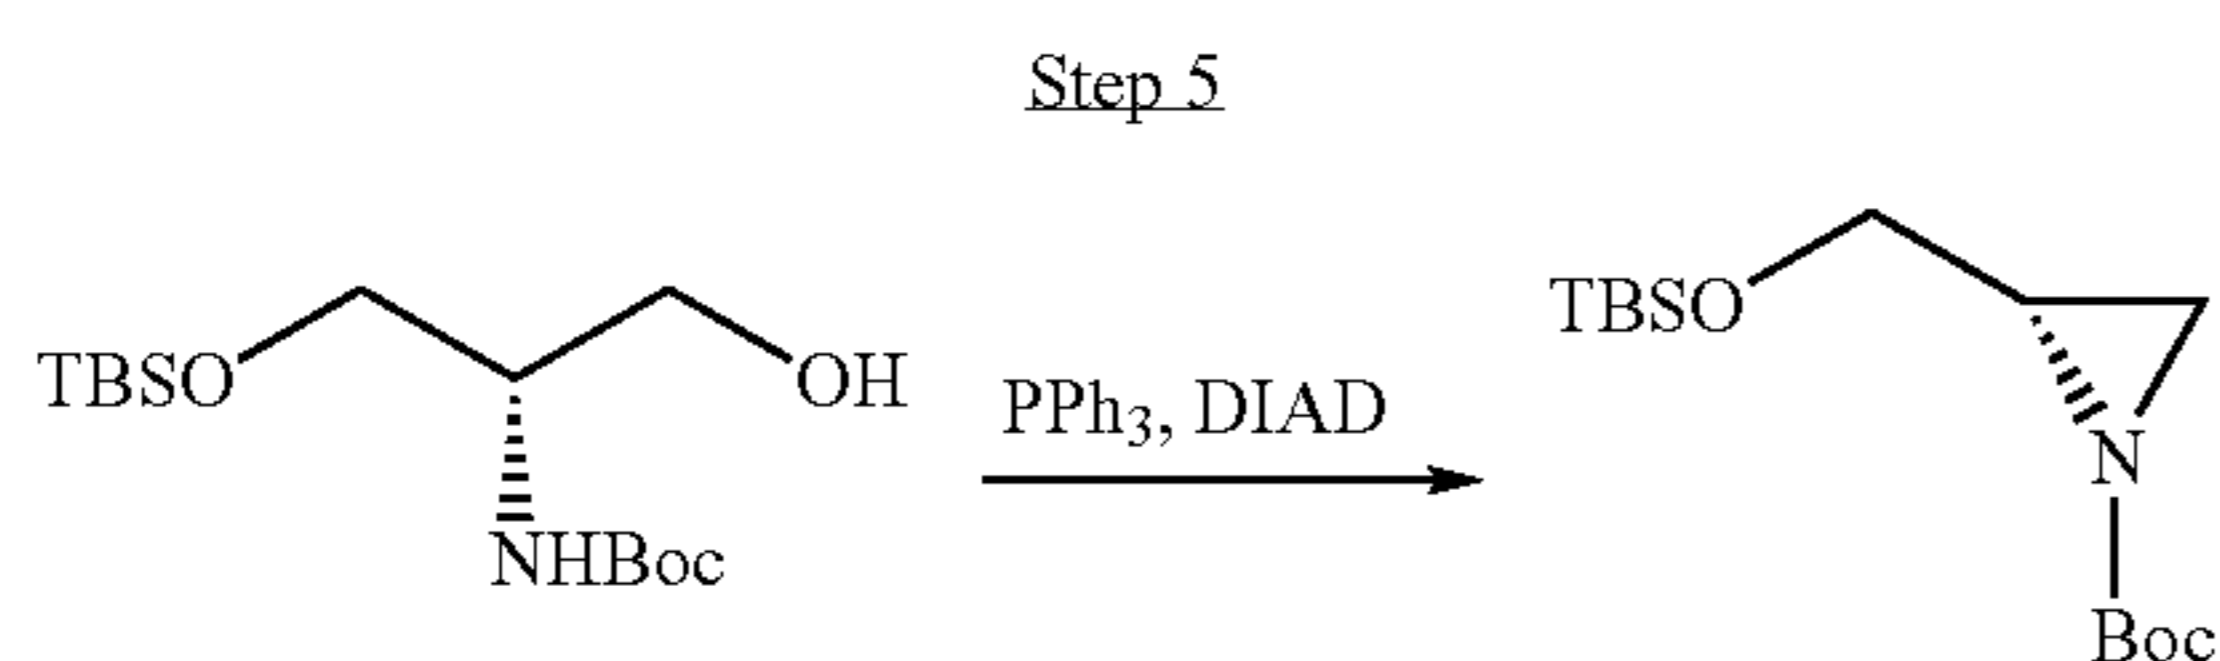 Step 5
TBSO
OH
NHBoc
PPh3, DIAD
TBSO
N
Boc